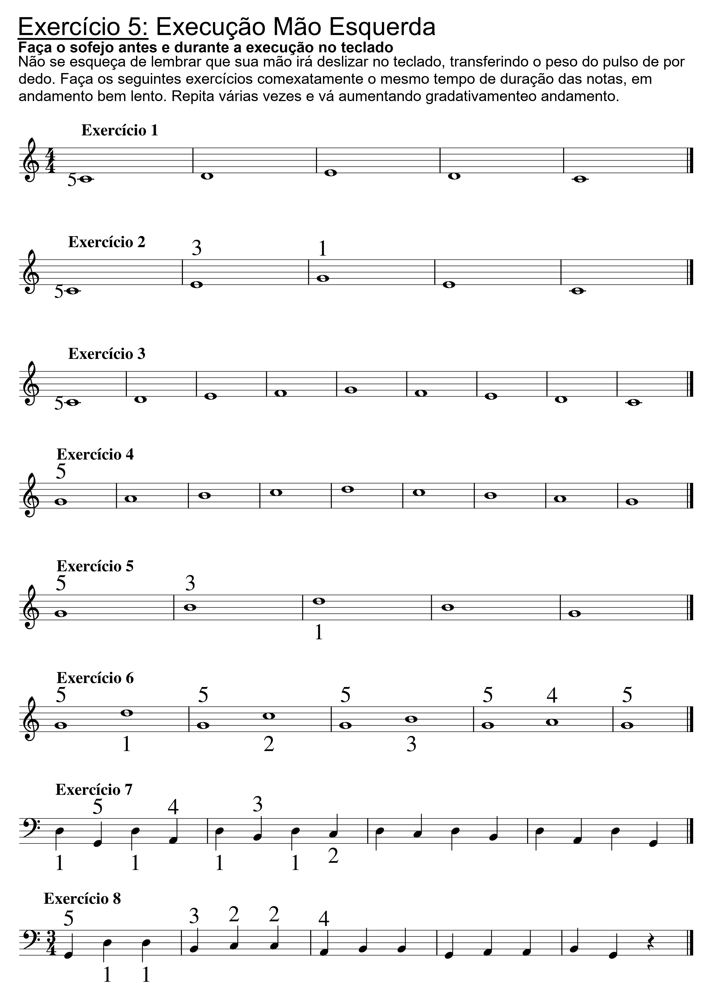 Exercício 5: Execução Mão Esquerda
Faça o sofejo antes e durante a execução no teclado
Não se esqueça de lembrar que sua mão irá deslizar no teclado, transferindo o peso do pulso de por
dedo. Faça os seguintes exercícios comexatamente o mesmo tempo de duração das notas, em
andamento bem lento. Repita várias vezes e vá aumentando gradativamenteo andamento.
Exercício 1
4
4
5
Exercício 2
3 1
5
Exercício 3
5
Exercício 4
5
Exercício 5
5 3
1
Exercício 6
5 5 5 5 4 5
1 2 3
Exercício 7
5 4 3
1 1 1 1 2
Exercício 8
5 3 2 2 4
3
4
1 1